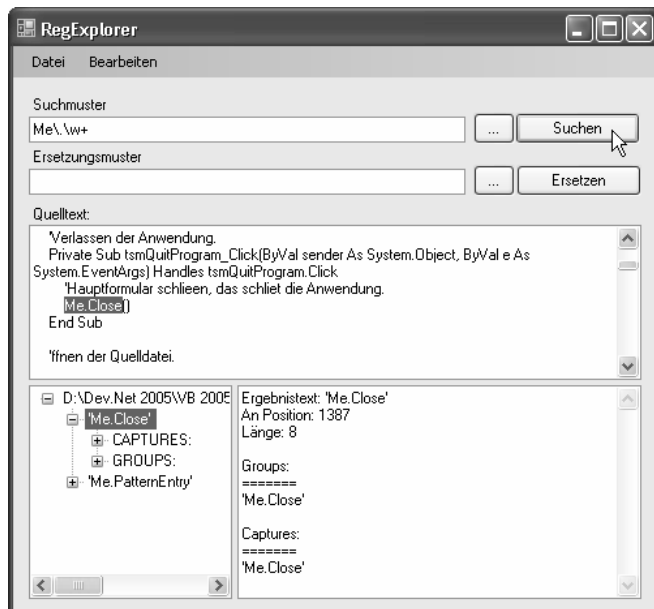 RegExplorer
Datei Bearbeiten
Suchmuster
Me\.\w+
... Suchen
Ersetzungsmuster
... Ersetzen
Quelltext:
'Verlassen der Anwendung.
Private Sub tsmQuitProgram_Click(ByVal sender As System.Object, ByVal e As
System.EventArgs) Handles tsmQuitProgram.Click
'Hauptformular schlieen, das schliet die Anwendung.
Me.Close()
End Sub
'ffnen der Quelldatei.
D:\Dev.Net 2005\VB 2005
'Me.Close'
CAPTURES:
GROUPS:
'Me.PatternEntry'
Ergebnistext: 'Me.Close'
An Position: 1387
Länge: 8
Groups:
=======
'Me.Close'
Captures:
=======
'Me.Close'